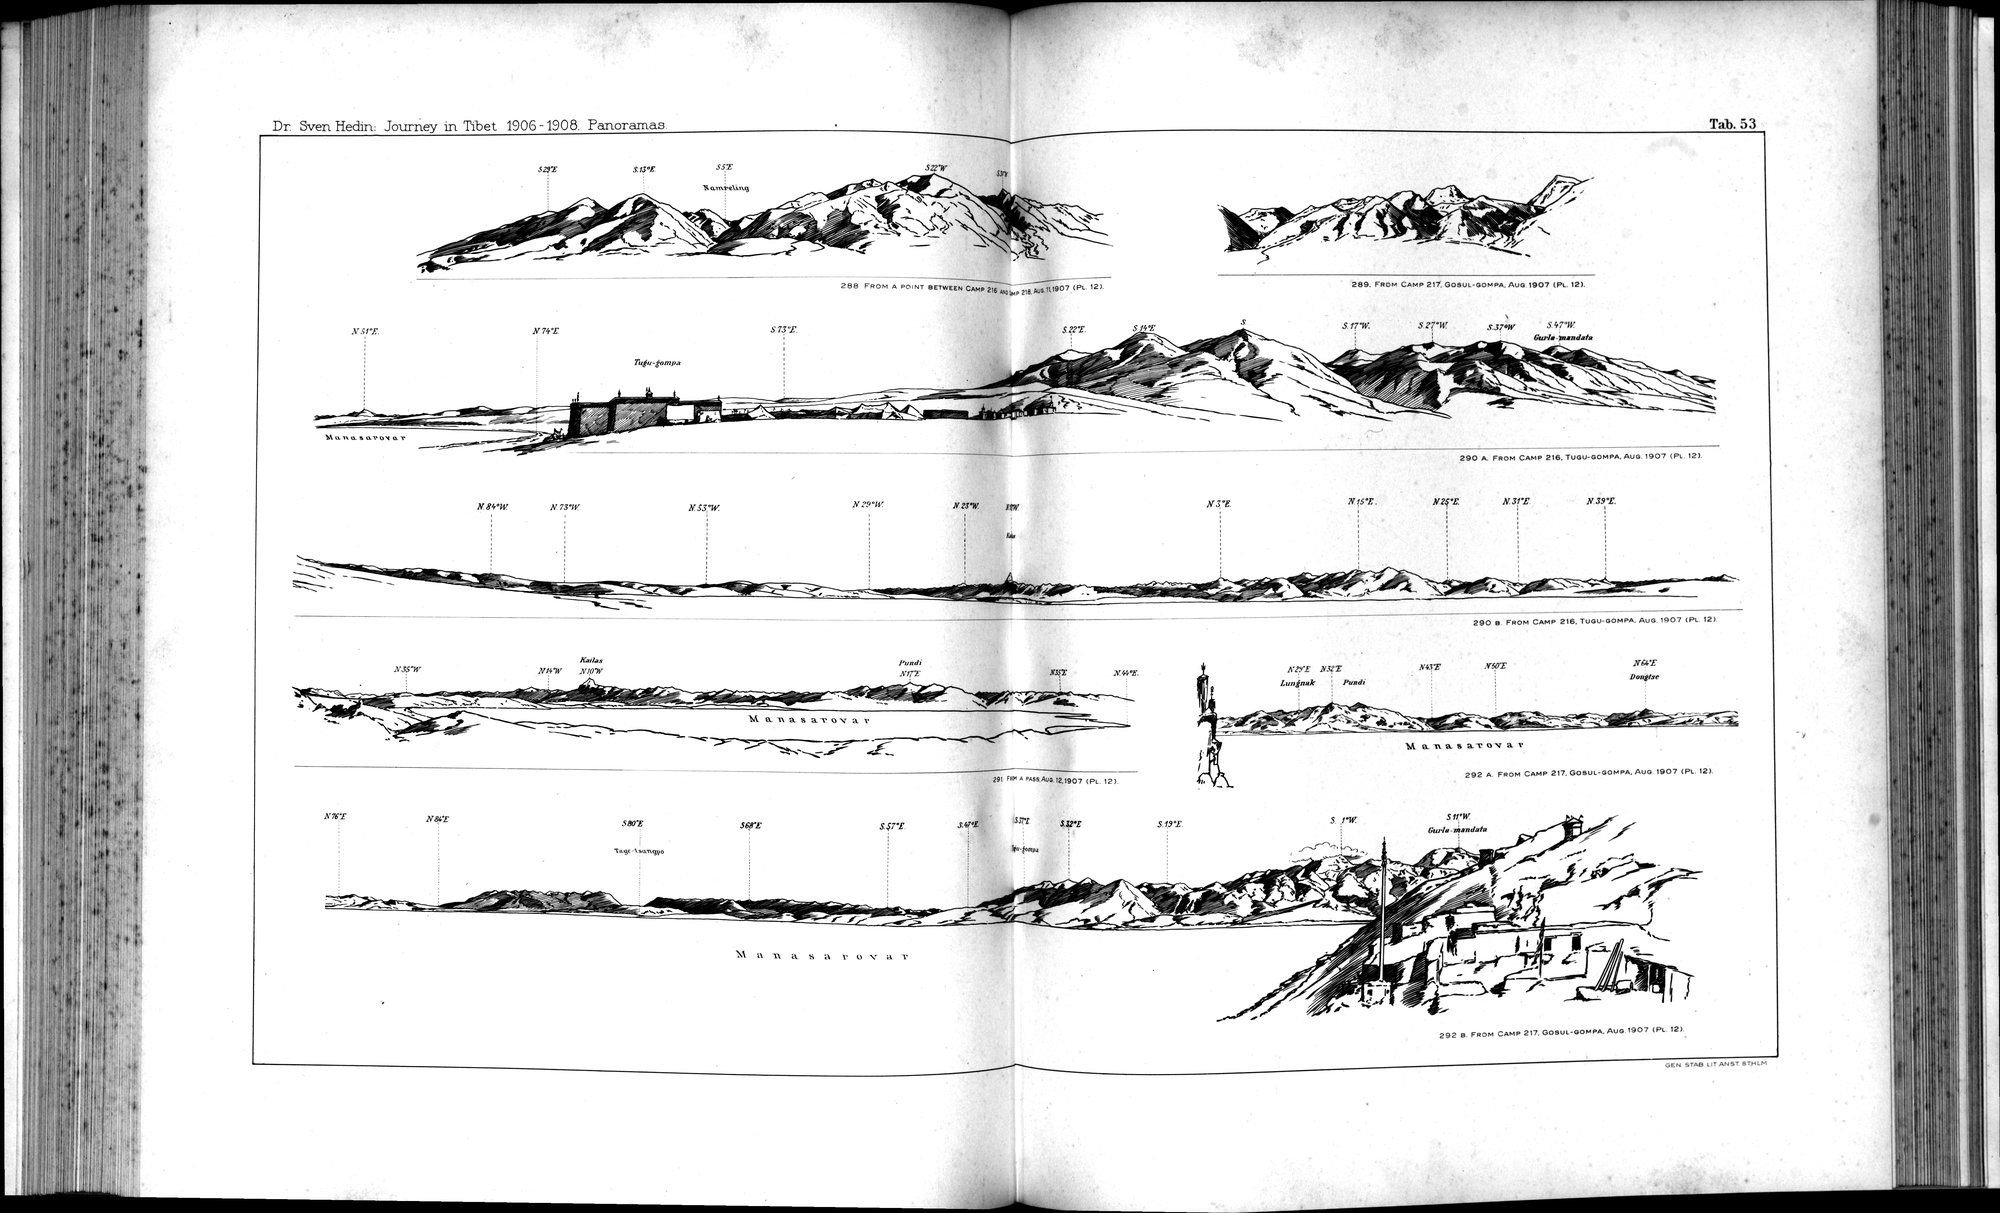 Dr. Sven Hedin: Journey in Tibet 1906-1908. Panoramas.
Tab. 53
S.29°E S.13°E. S.5°E S.22°W
Namreling
288 FROM A POINT BETWEEN CAMP 216 AND CAMP 218, AUG. 11, 1907 (PL. 12).
289. FROM CAMP 217, GOSUL-GOMPA, AUG. 1907 (PL. 12).
N.51°E. N.74°E. S.73°E. S.22°E. S.14°E S. S.17°W. S.27°W. S.37°W S.47°W.
Gurla-mandata
Tugu-gompa
Manasarovar
290 A. FROM CAMP 216, TUGU-GOMPA, AUG. 1907 (PL. 12).
N.84°W. N.73°W. N.53°W. N.29°W. N.23°W. N.3°E. N.15°E. N.25°E. N.31°E. N.39°E.
290 B. FROM CAMP 216, TUGU-GOMPA, AUG. 1907 (PL. 12).
Kailas Pundi
N.35°W N.14°W N.10°W N.17°E N.35°E N.44°E.
Manasarovar
291 FROM A PASS, AUG. 12, 1907 (PL. 12).
N.29°E N.32°E N.43°E N.50°E N.64°E
Lungnak Pundi Dongtse
Manasarovar
292 A. FROM CAMP 217, GOSUL-GOMPA, AUG. 1907 (PL. 12).
N.76°E N.84°E S.80°E S.68°E S.57°E. S.47°E S.37°E S.32°E S.19°E. S. 1°W. S.11°W.
Gurla-mandata
Tage-tsangpo
Manasarovar
292 B. FROM CAMP 217, GOSUL-GOMPA, AUG. 1907 (PL. 12).
GEN. STAB. LIT. ANST. STHLM